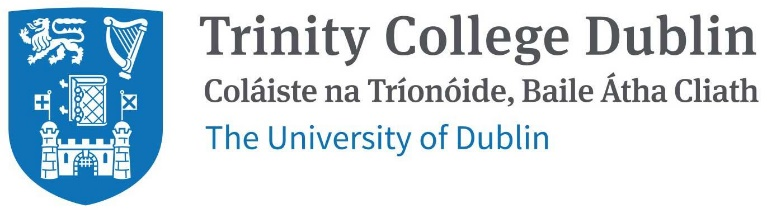 Trinity College Dublin
Coláiste na Tríonóide, Baile Átha Cliath
The University of Dublin